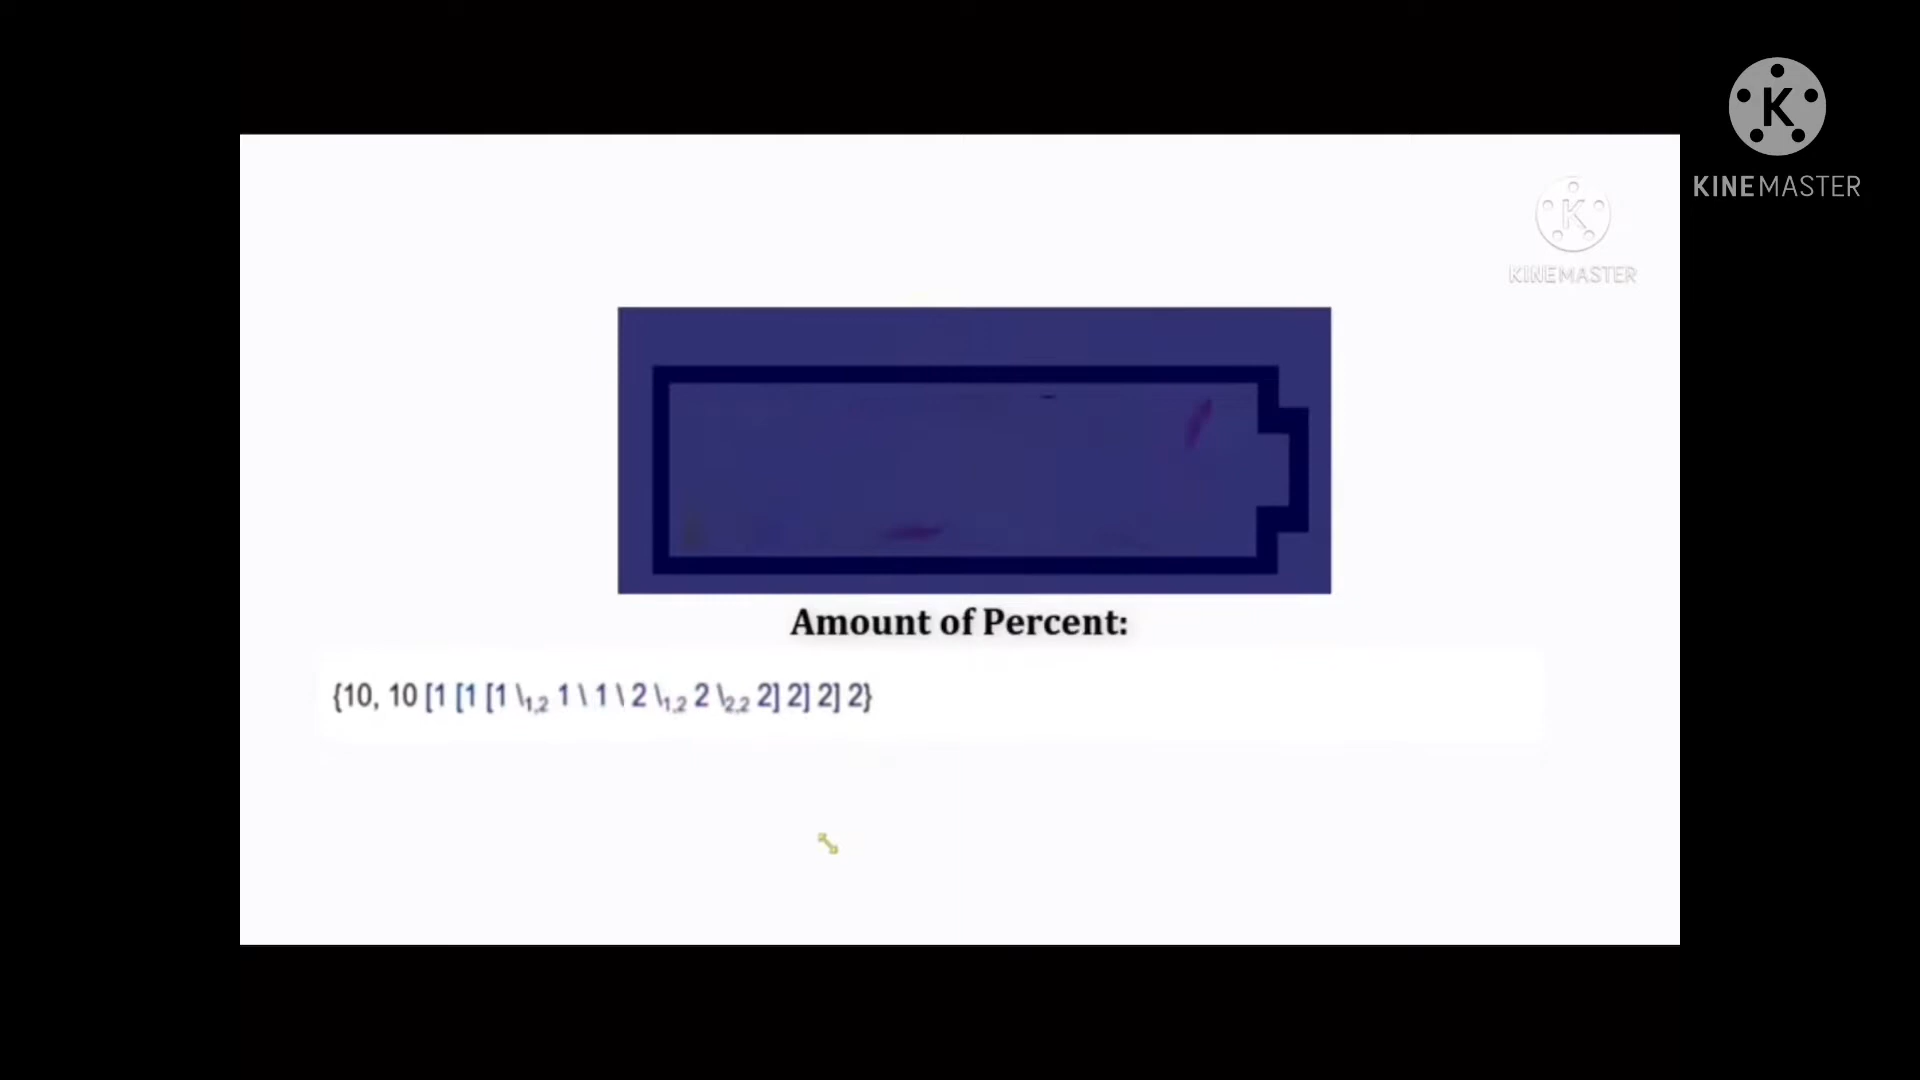 K
KINEMASTER
K
KINEMASTER
Amount of Percent:
{10, 10 [1 [1 [1 \₁,₂ 1 \ 1 \ 2 \₁,₂ 2 \₂,₂ 2] 2] 2] 2}